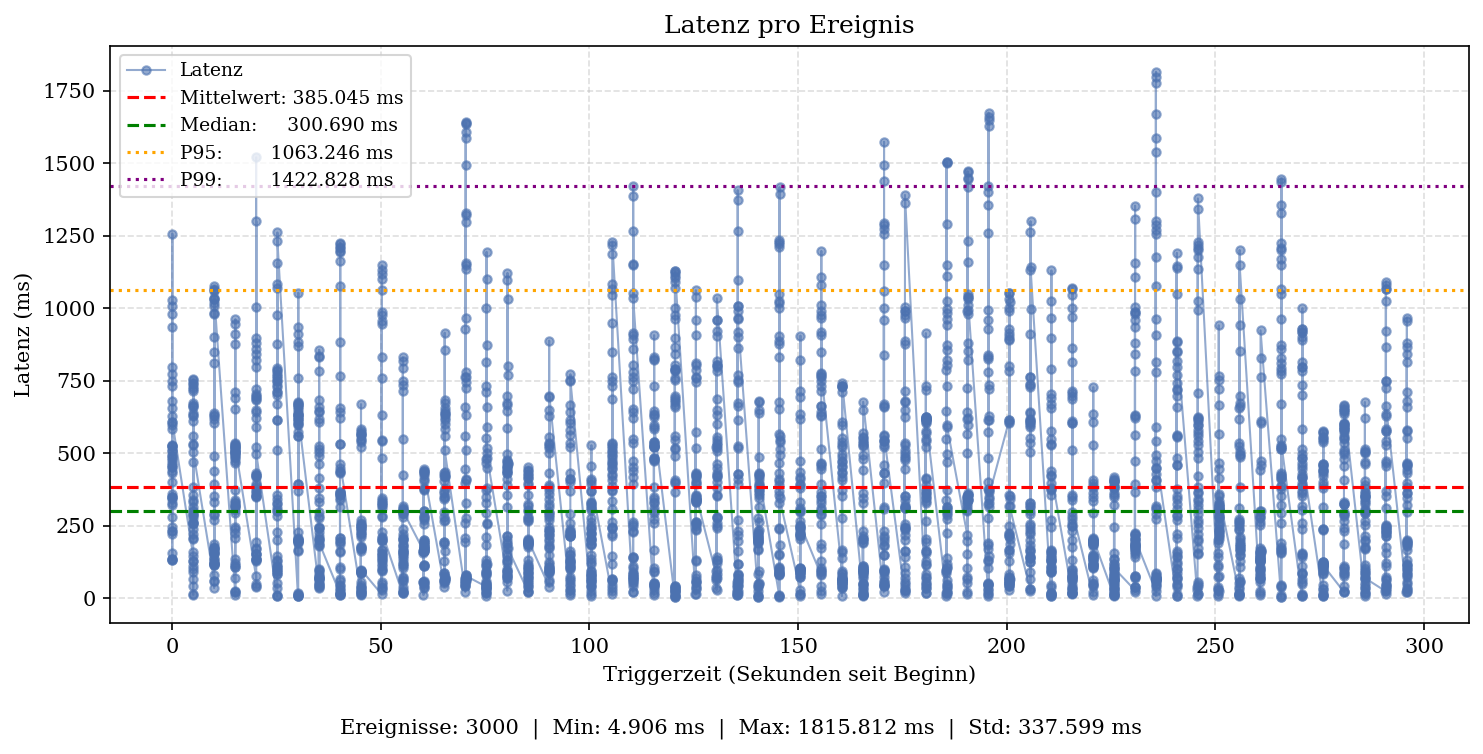 Latenz pro Ereignis
Latenz
Mittelwert: 385.045 ms
Median: 300.690 ms
P95: 1063.246 ms
P99: 1422.828 ms
Latenz (ms)
1750
1500
1250
1000
750
500
250
0
0 50 100 150 200 250 300
Triggerzeit (Sekunden seit Beginn)
Ereignisse: 3000 | Min: 4.906 ms | Max: 1815.812 ms | Std: 337.599 ms